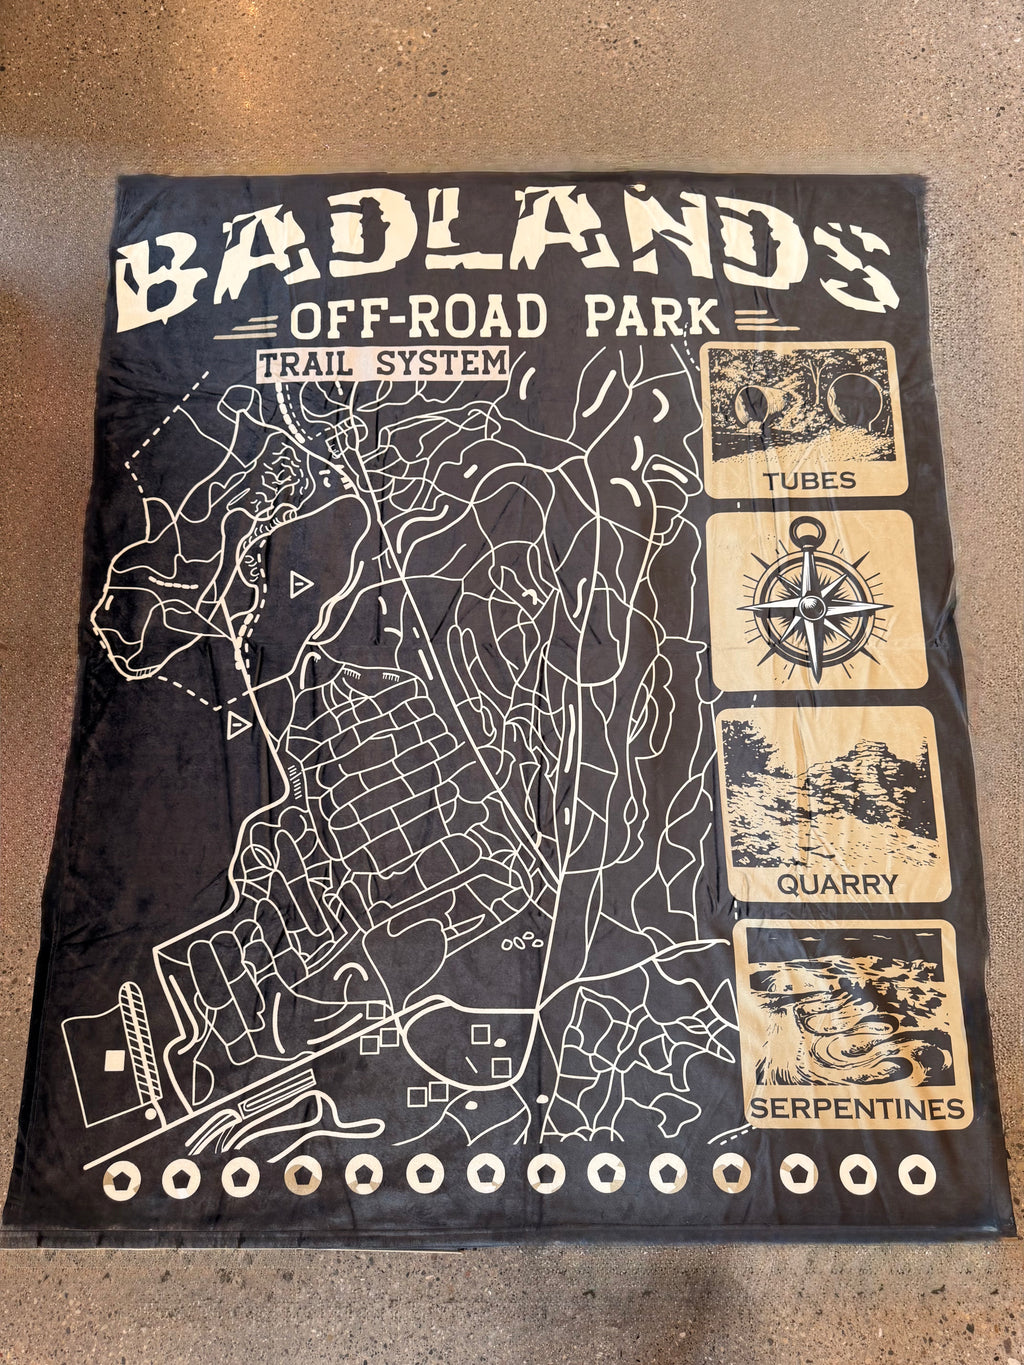 BADLANDS
OFF-ROAD PARK
TRAIL SYSTEM
TUBES
QUARRY
SERPENTINES